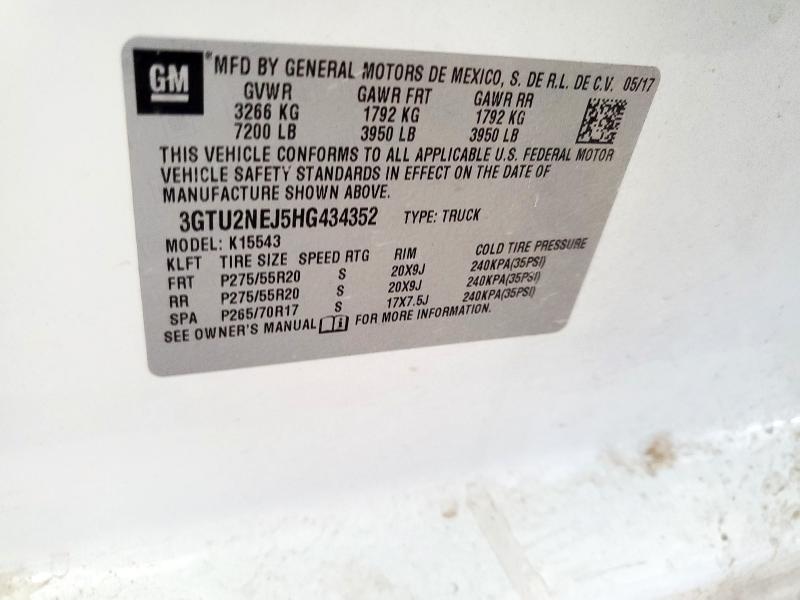 GM *MFD BY GENERAL MOTORS DE MEXICO, S. DE R.L. DE C.V. 05/17
GVWR GAWR FRT GAWR RR
3266 KG 1792 KG 1792 KG
7200 LB 3950 LB 3950 LB
THIS VEHICLE CONFORMS TO ALL APPLICABLE U.S. FEDERAL MOTOR
VEHICLE SAFETY STANDARDS IN EFFECT ON THE DATE OF
MANUFACTURE SHOWN ABOVE.
3GTU2NEJ5HG434352 TYPE: TRUCK
MODEL: K15543
KLFT TIRE SIZE SPEED RTG RIM COLD TIRE PRESSURE
FRT P275/55R20 S 20X9J 240KPA(35PSI)
RR P275/55R20 S 20X9J 240KPA(35PSI)
SPA P265/70R17 S 17X7.5J 240KPA(35PSI)
SEE OWNER'S MANUAL FOR MORE INFORMATION.